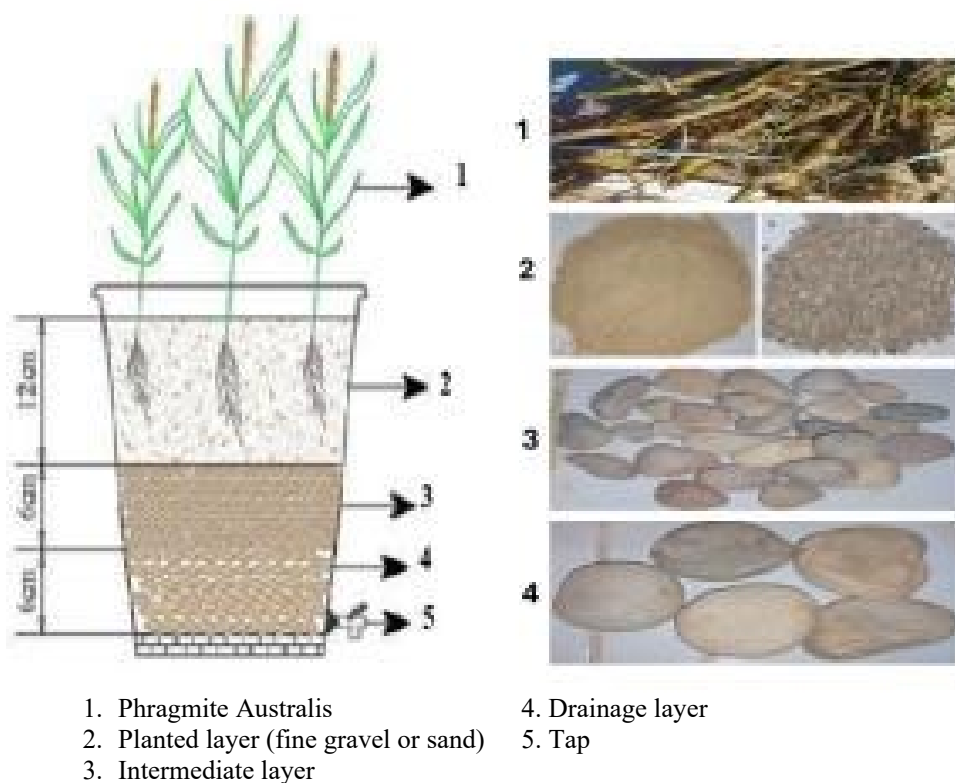 1
2
3
4
5
12cm
6cm
6cm
1
2
3
4
1. Phragmite Australis
2. Planted layer (fine gravel or sand)
3. Intermediate layer
4. Drainage layer
5. Tap